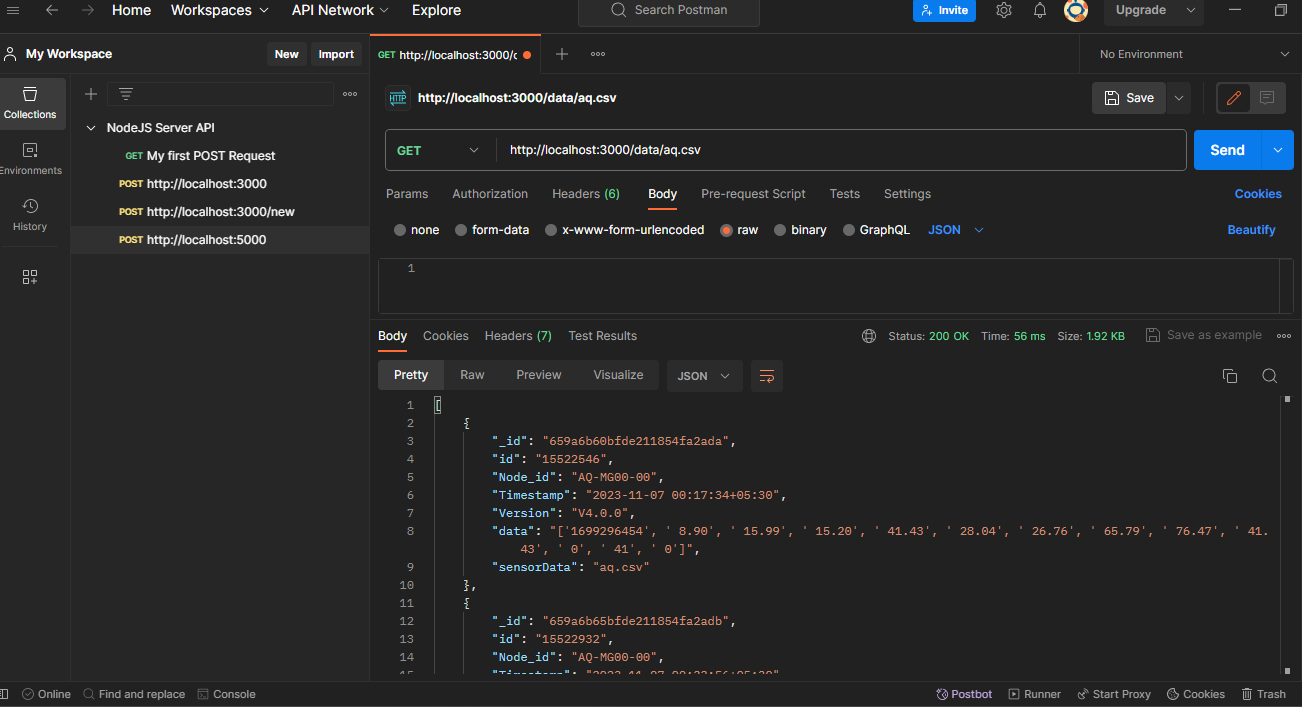 Home Workspaces API Network Explore Search Postman Invite Upgrade
My Workspace New Import GET http://localhost:3000/c No Environment
Collections
Environments
History
NodeJS Server API
GET My first POST Request
POST http://localhost:3000
POST http://localhost:3000/new
POST http://localhost:5000
HTTP http://localhost:3000/data/aq.csv Save
GET http://localhost:3000/data/aq.csv Send
Params Authorization Headers (6) Body Pre-request Script Tests Settings Cookies
none form-data x-www-form-urlencoded raw binary GraphQL JSON Beautify
1
Body Cookies Headers (7) Test Results Status: 200 OK Time: 56 ms Size: 1.92 KB Save as example
Pretty Raw Preview Visualize JSON
1 [
2 {
3 "_id": "659a6b60bfde211854fa2ada",
4 "id": "15522546",
5 "Node_id": "AQ-MG00-00",
6 "Timestamp": "2023-11-07 00:17:34+05:30",
7 "Version": "V4.0.0",
8 "data": "['1699296454', ' 8.90', ' 15.99', ' 15.20', ' 41.43', ' 28.04', ' 26.76', ' 65.79', ' 76.47', ' 41.
43', ' 0', ' 41', ' 0']",
9 "sensorData": "aq.csv"
10 },
11 {
12 "_id": "659a6b65bfde211854fa2adb",
13 "id": "15522932",
14 "Node_id": "AQ-MG00-00",
Online Find and replace Console Postbot Runner Start Proxy Cookies Trash